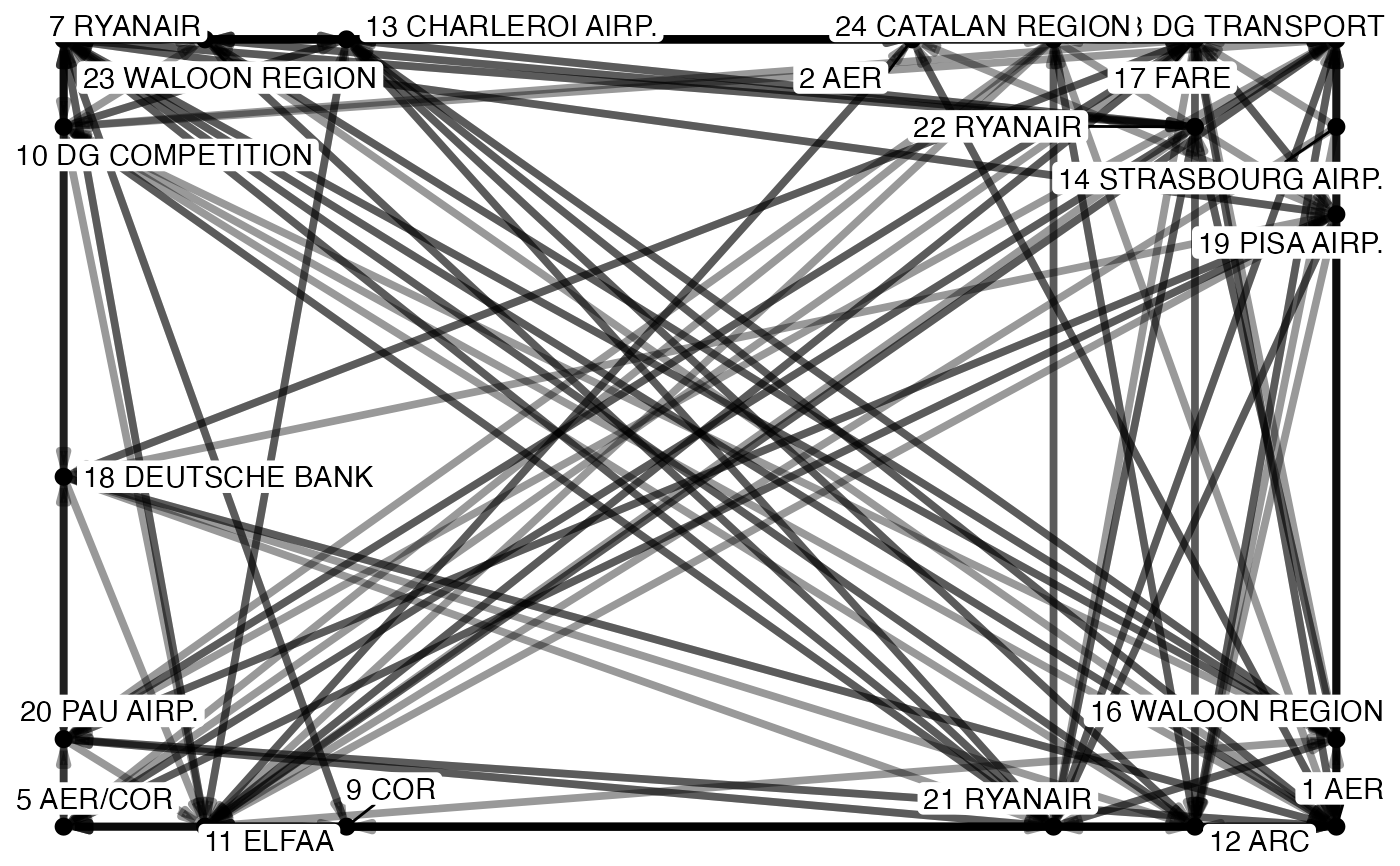 7 RYANAIR
13 CHARLEROI AIRP.
24 CATALAN REGION
DG TRANSPORT
23 WALOON REGION
2 AER
17 FARE
22 RYANAIR
10 DG COMPETITION
14 STRASBOURG AIRP.
19 PISA AIRP.
18 DEUTSCHE BANK
20 PAU AIRP.
16 WALOON REGION
5 AER/COR
9 COR
21 RYANAIR
1 AER
11 ELFAA
12 ARC